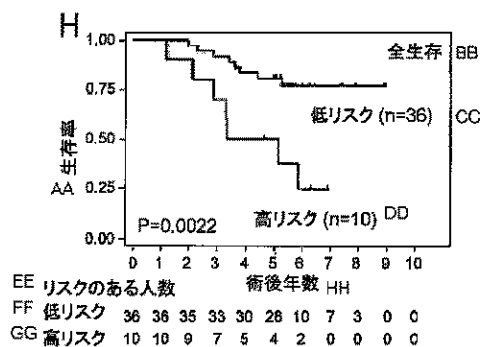 H
1.00
全生存 BB
0.75
低リスク (n=36) CC
AA 生存率
0.50
0.25
高リスク (n=10) DD
P=0.0022
0.00
0 1 2 3 4 5 6 7 8 9 10
術後年数 HH
EE リスクのある人数
FF 低リスク 36 36 35 33 30 26 10 7 3 0 0
GG 高リスク 10 10 9 7 5 4 2 0 0 0 0